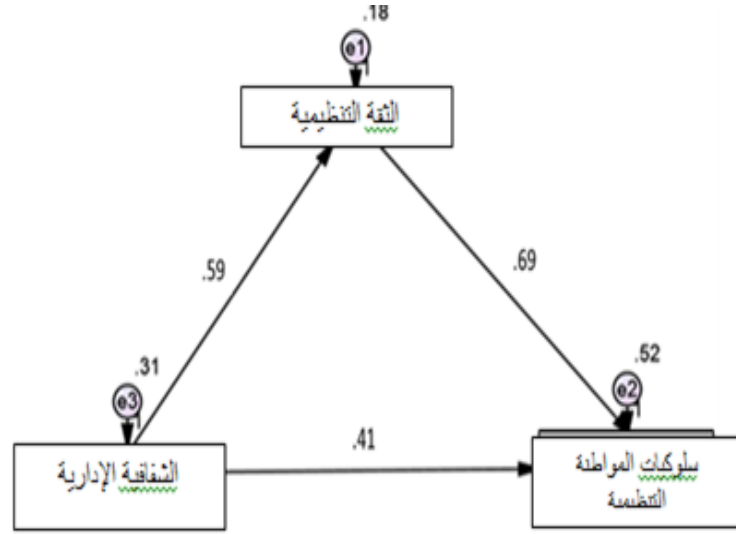 .18
e1
الثقة التنظيمية
.59
.69
.31
e3
.52
e2
الشفافية الإدارية
.41
سلوكيات المواطنة
التنظيمية